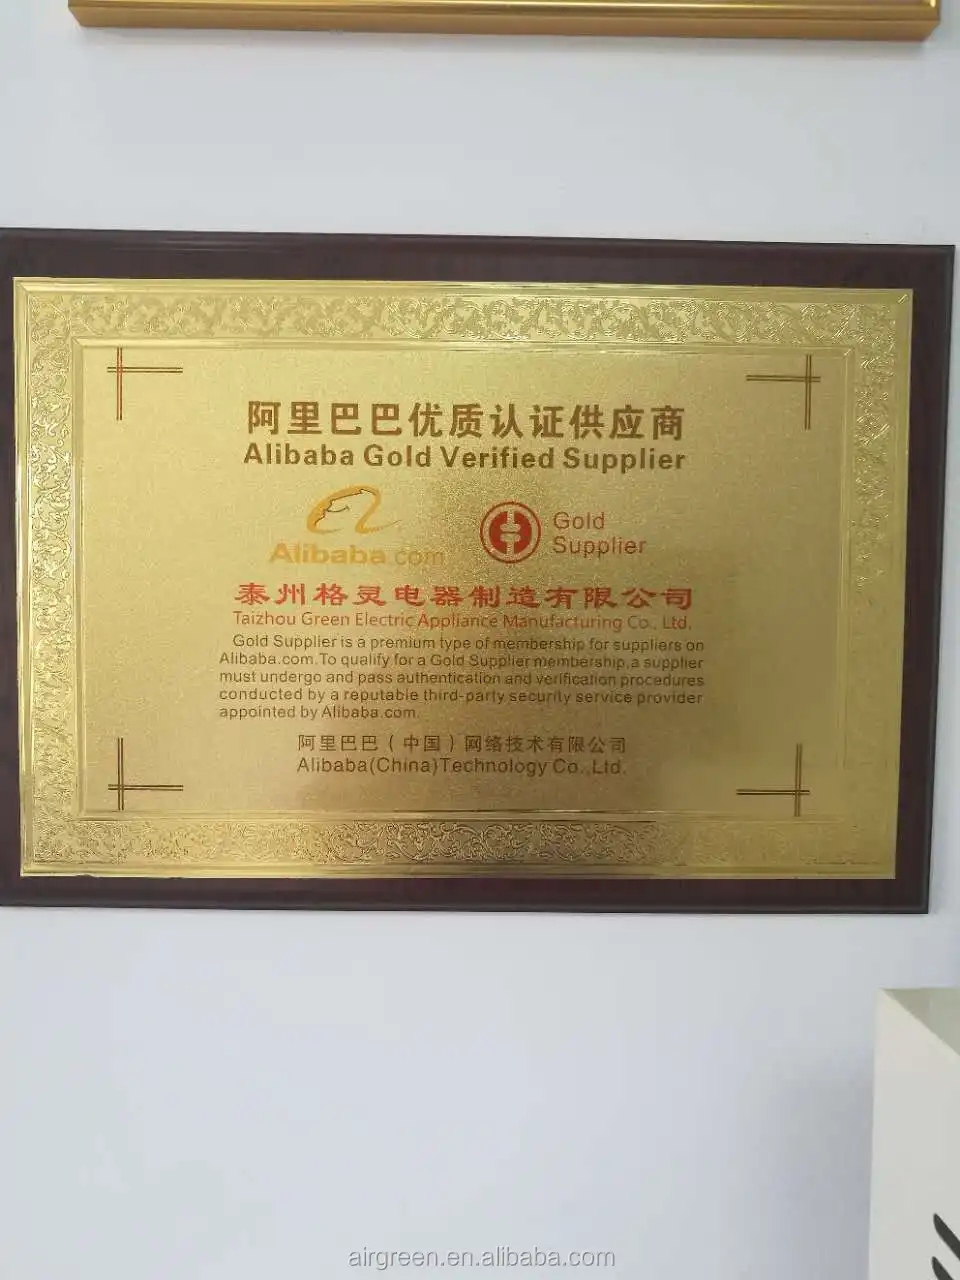 阿里巴巴优质认证供应商
Alibaba Gold Verified Supplier
Alibaba.com
Gold
Supplier
泰州格灵电器制造有限公司
Taizhou Green Electric Appliance Manufacturing Co., Ltd.
Gold Supplier is a premium type of membership for suppliers on
Alibaba.com.To qualify for a Gold Supplier membership,a supplier
must undergo and pass authentication and verification procedures
conducted by a reputable third-party security service provider
appointed by Alibaba.com.
阿里巴巴（中国）网络技术有限公司
Alibaba(China)Technology Co.,Ltd.
airgreen.en.alibaba.com